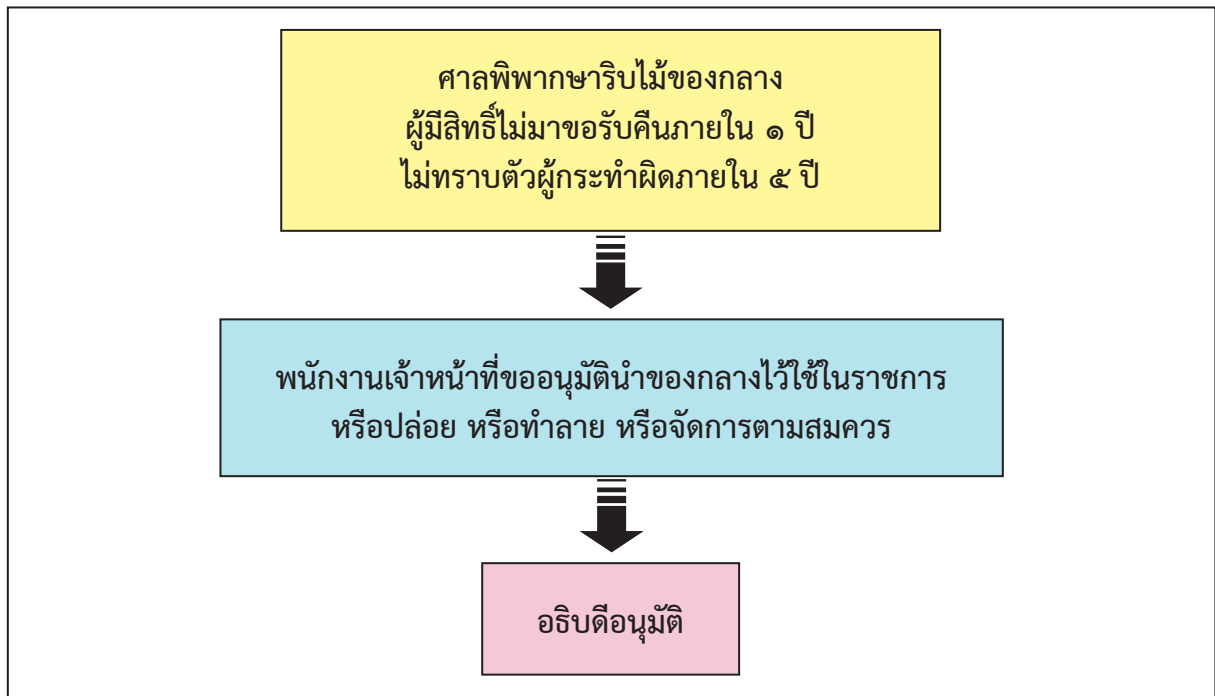 ศาลพิพากษาริบไม้ของกลาง
ผู้มีสิทธิ์ไม่มาขอรับคืนภายใน ๑ ปี
ไม่ทราบตัวผู้กระทำผิดภายใน ๕ ปี
พนักงานเจ้าหน้าที่ขออนุมัตินำของกลางไว้ใช้ในราชการ
หรือปล่อย หรือทำลาย หรือจัดการตามสมควร
อธิบดีอนุมัติ